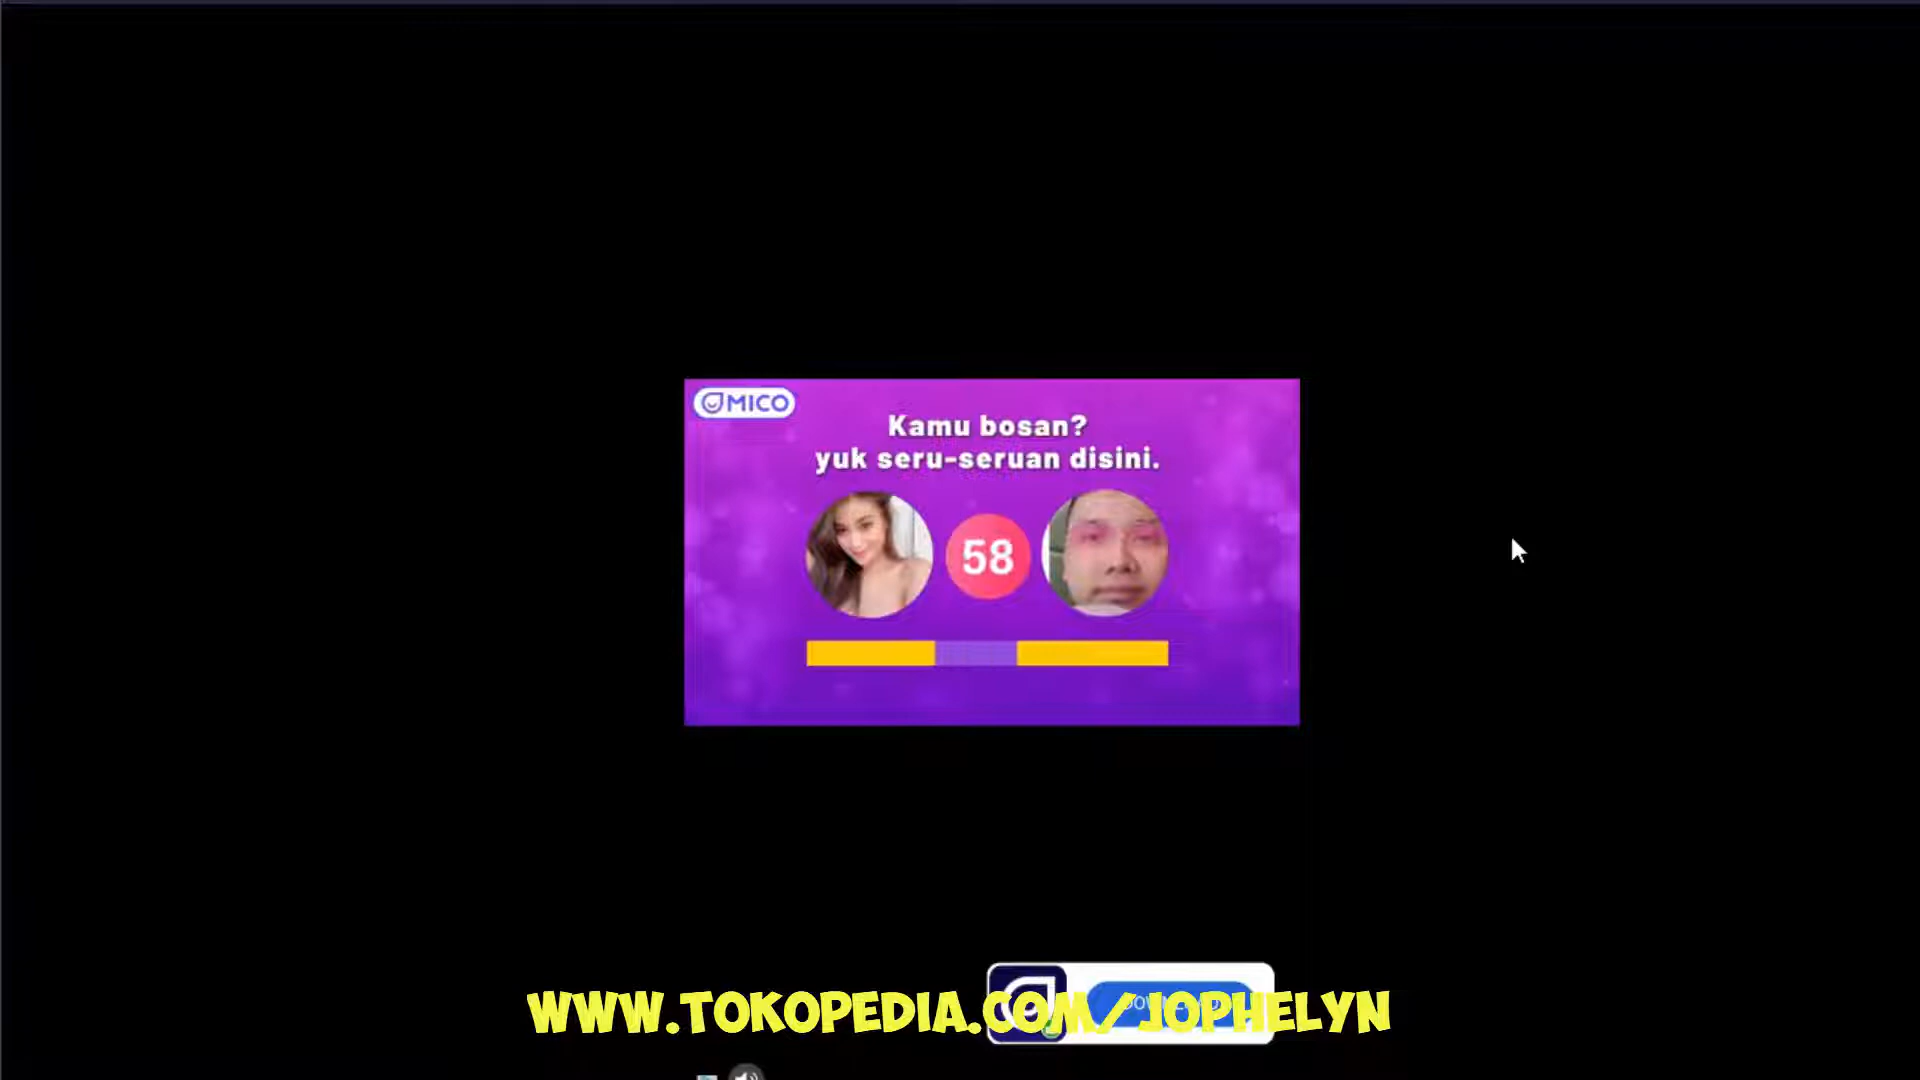 MICO
Kamu bosan?
yuk seru-seruan disini.
58
WWW.TOKOPEDIA.COM/JOPHELYN